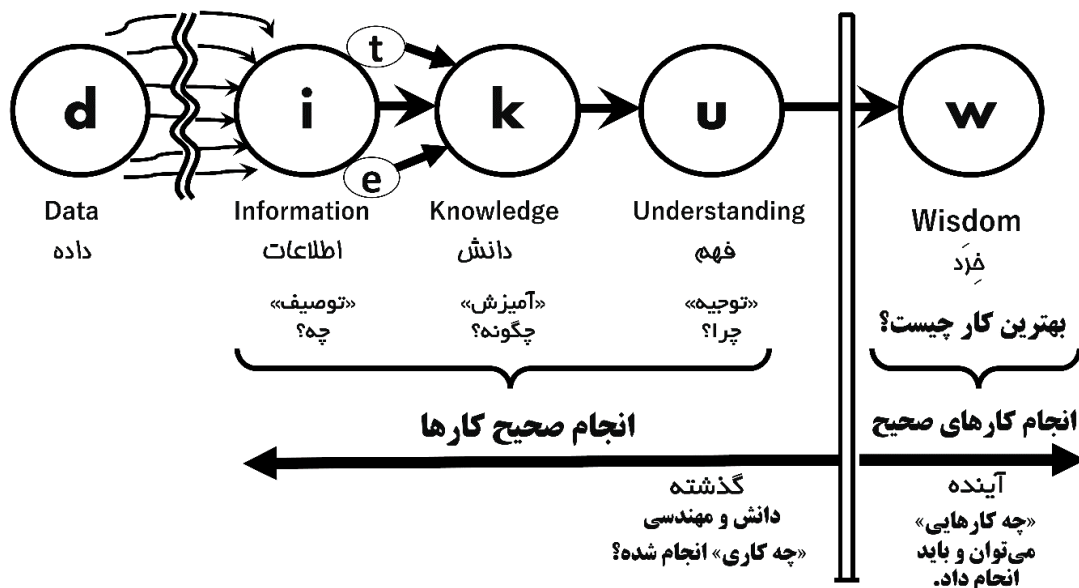 t
d
i
k
u
w
e
Data
Information
Knowledge
Understanding
Wisdom
داده
اطلاعات
دانش
فهم
خِرَد
«توصیف»
چه؟
«آمیزش»
چگونه؟
«توجیه»
چرا؟
بهترین کار چیست؟
انجام صحیح کارها
انجام کارهای صحیح
گذشته
دانش و مهندسی
«چه کاری» انجام شده؟
آینده
«چه کارهایی»
می‌توان و باید
انجام داد.